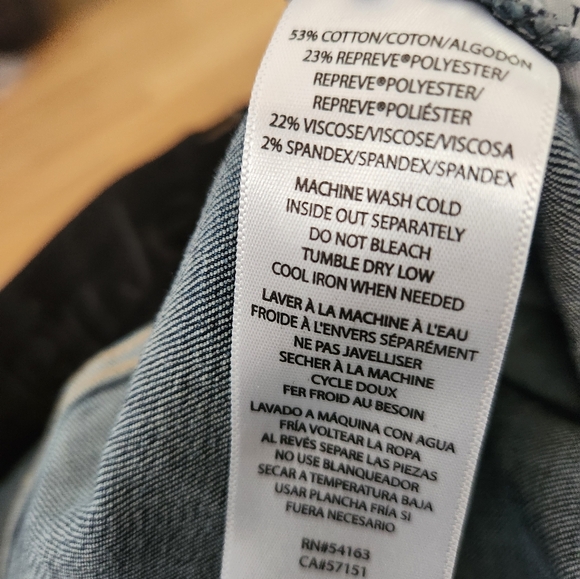 53% COTTON/COTON/ALGODON
23% REPREVE®POLYESTER/
REPREVE®POLYESTER/
REPREVE®POLIÉSTER
22% VISCOSE/VISCOSE/VISCOSA
2% SPANDEX/SPANDEX/SPANDEX
MACHINE WASH COLD
INSIDE OUT SEPARATELY
DO NOT BLEACH
TUMBLE DRY LOW
COOL IRON WHEN NEEDED
LAVER À LA MACHINE À L'EAU
FROIDE À L'ENVERS SÉPARÉMENT
NE PAS JAVELLISER
SECHER À LA MACHINE
CYCLE DOUX
FER FROID AU BESOIN
LAVADO A MÁQUINA CON AGUA
FRÍA VOLTEAR LA ROPA
AL REVÉS SEPARE LAS PIEZAS
NO USE BLANQUEADOR
SECAR A TEMPERATURA BAJA
USAR PLANCHA FRÍA SI
FUERA NECESARIO
RN#54163
CA#57151